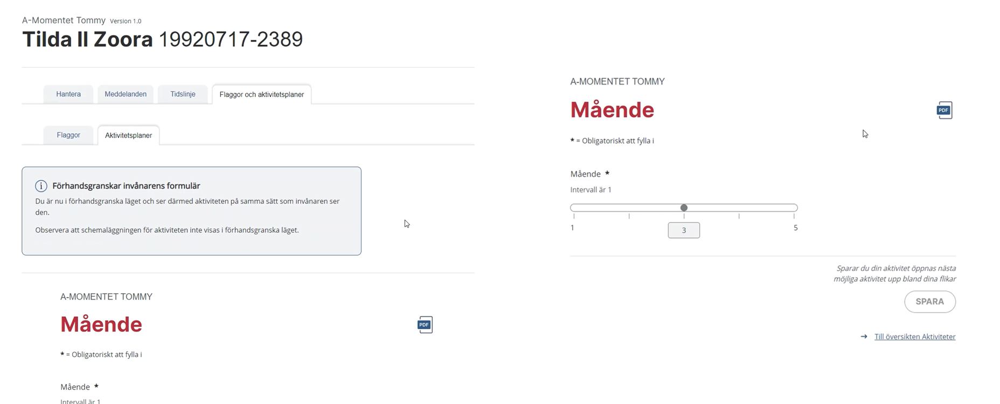 A-Momentet Tommy Version 1.0
Tilda II Zoora 19920717-2389
Hantera Meddelanden Tidslinje Flaggor och aktivitetsplaner
Flaggor Aktivitetsplaner
Förhandsgranskar invånarens formulär
Du är nu i förhandsgranska läget och ser därmed aktiviteten på samma sätt som invånaren ser
den.
Observera att schemaläggningen för aktiviteten inte visas i förhandsgranska läget.
A-MOMENTET TOMMY
Mående
PDF
* = Obligatoriskt att fylla i
Mående *
Intervall är 1
A-MOMENTET TOMMY
Mående
PDF
* = Obligatoriskt att fylla i
Mående *
Intervall är 1
1 3 5
Sparar du din aktivitet öppnas nästa
möjliga aktivitet upp bland dina flikar
SPARA
→ Till översikten Aktiviteter